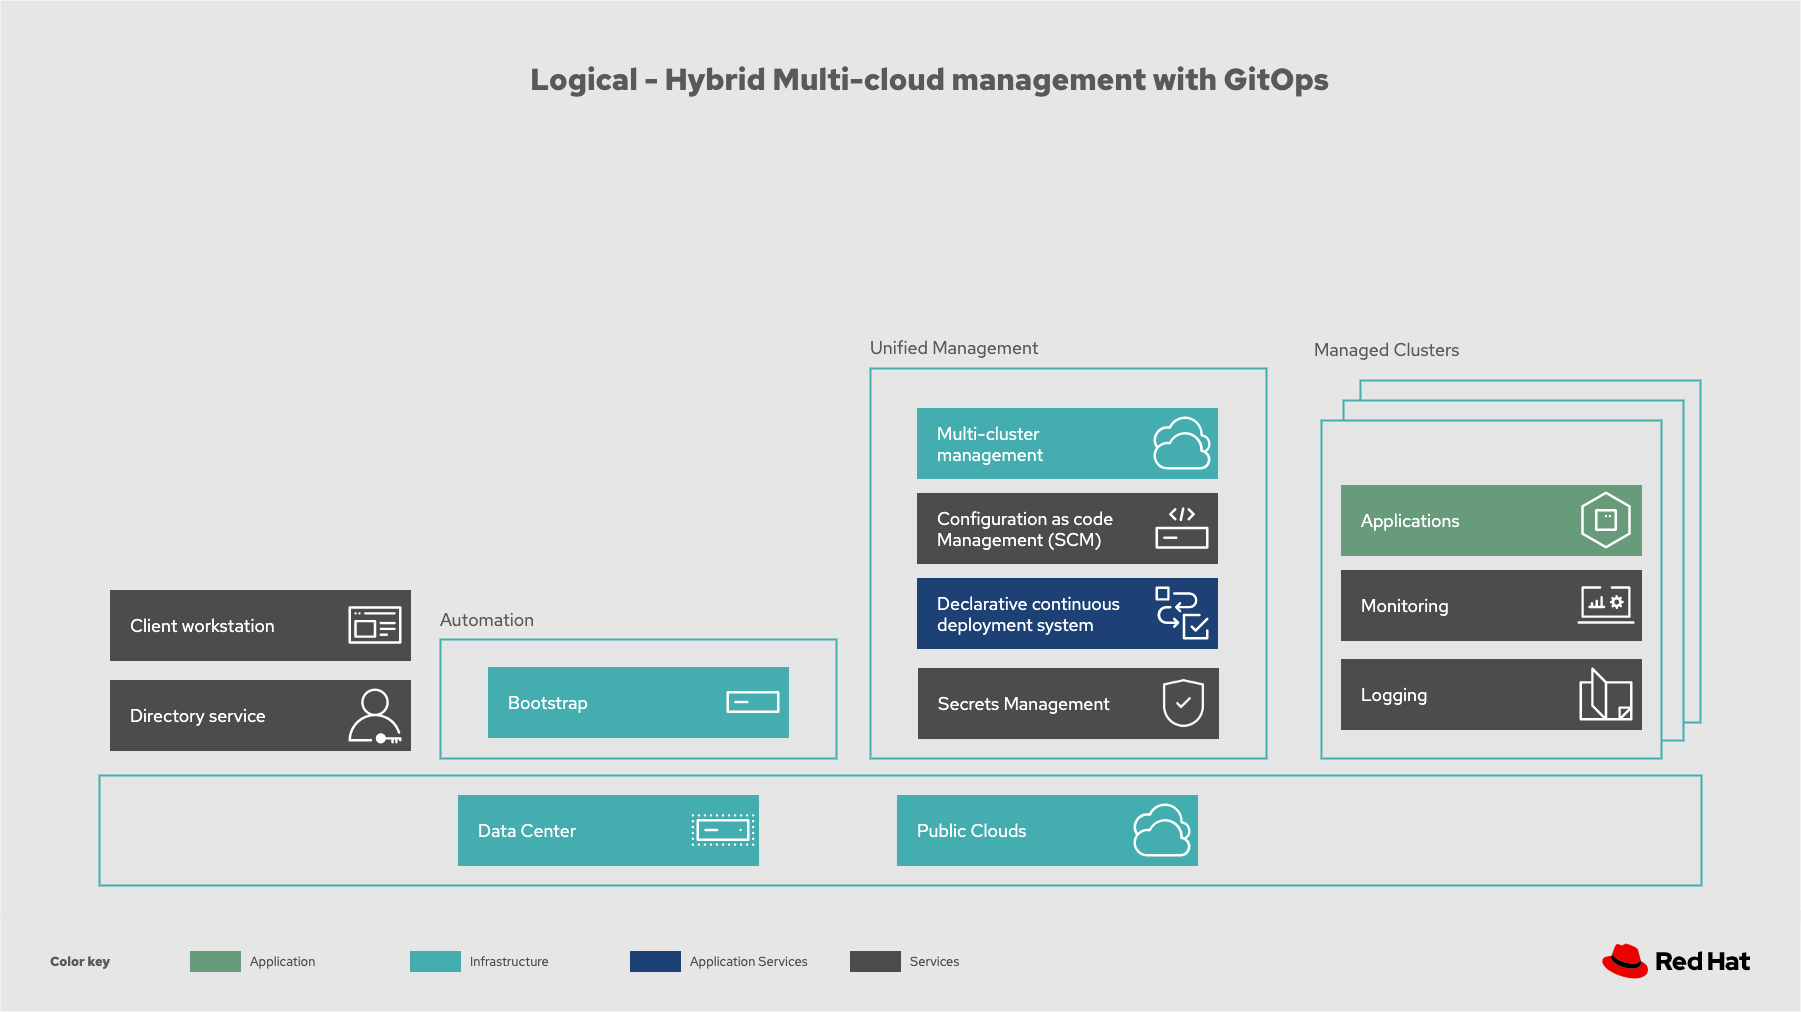 Logical - Hybrid Multi-cloud management with GitOps
Unified Management
Managed Clusters
Multi-cluster
management
Configuration as code
Management (SCM)
Declarative continuous
deployment system
Secrets Management
Applications
Monitoring
Logging
Client workstation
Directory service
Automation
Bootstrap
Data Center
Public Clouds
Color key
Application
Infrastructure
Application Services
Services
Red Hat